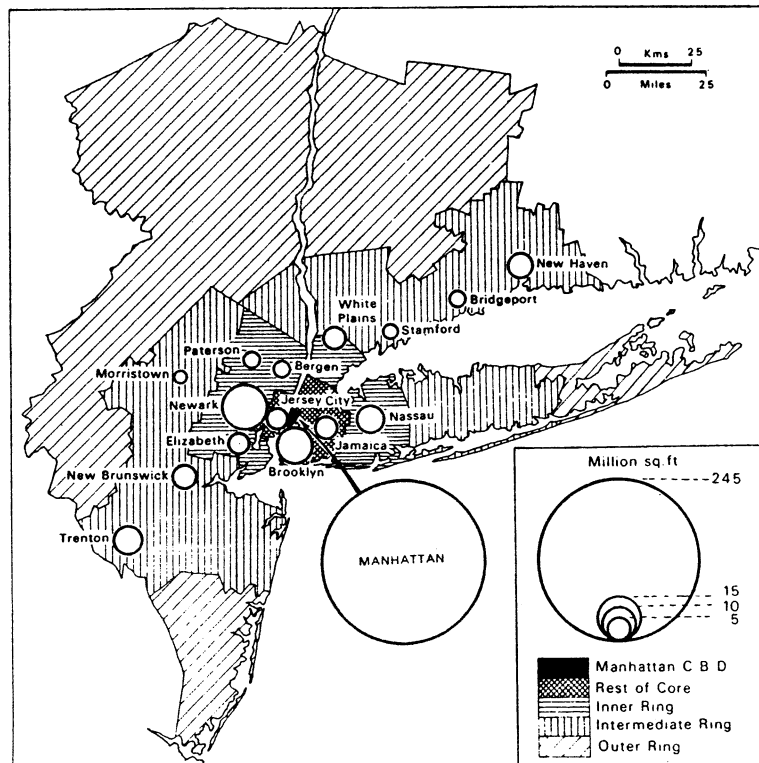 0 Kms 25
0 Miles 25
New Haven
Bridgeport
White
Plains
Stamford
Paterson
Bergen
Morristown
Newark
Jersey City
Nassau
Elizabeth
Jamaica
Brooklyn
New Brunswick
Trenton
MANHATTAN
Million sq.ft
245
15
10
5
Manhattan C B D
Rest of Core
Inner Ring
Intermediate Ring
Outer Ring